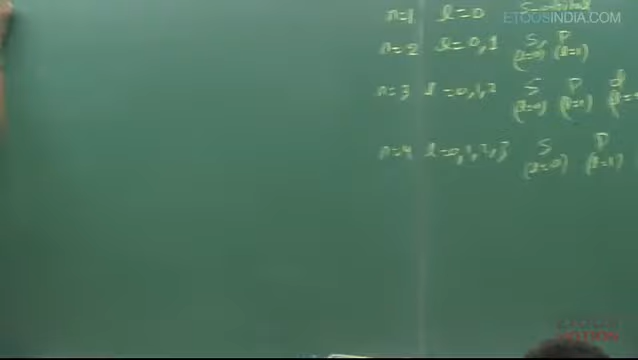 n=1 l=0 s-orbital
ETOOSINDIA.COM
n=2 l=0,1 s, p
(l=0) (l=1)
n=3 l=0,1,2 s p d
(l=0) (l=1) (l=
n=4 l=0,1,2,3 s p
(l=0) (l=1)